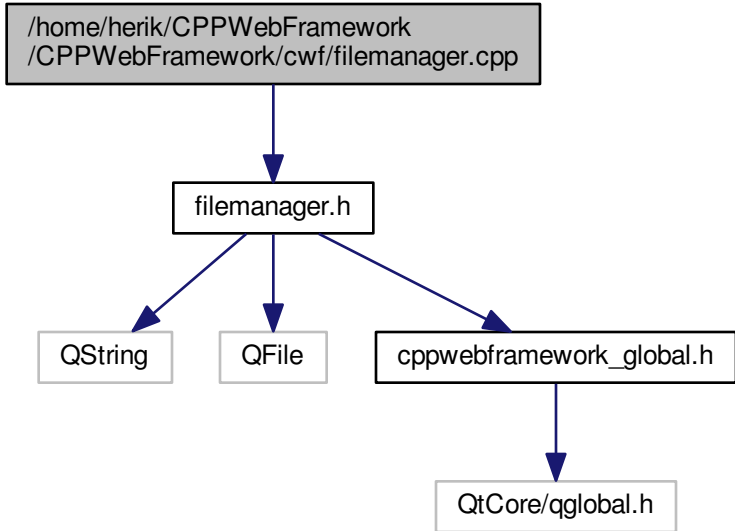 /home/herik/CPPWebFramework
/CPPWebFramework/cwf/filemanager.cpp
filemanager.h
QString
QFile
cppwebframework_global.h
QtCore/qglobal.h